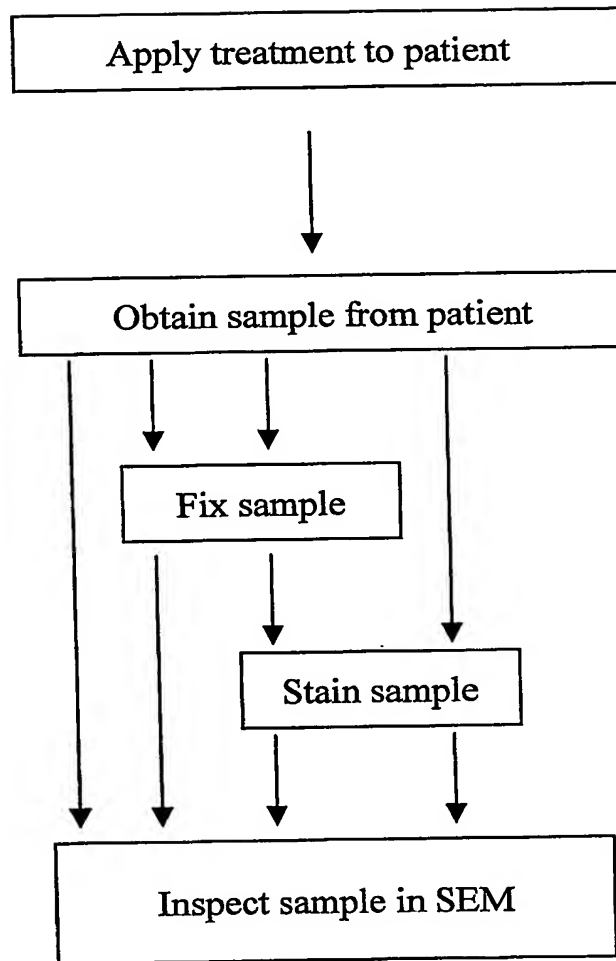 Apply treatment to patient
Obtain sample from patient
Fix sample
Stain sample
Inspect sample in SEM